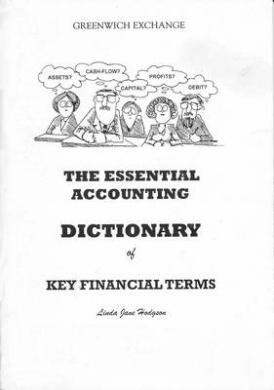 GREENWICH EXCHANGE
ASSETS?
CASH-FLOW?
CAPITAL?
PROFITS?
DEBIT?
THE ESSENTIAL
ACCOUNTING
DICTIONARY
of
KEY FINANCIAL TERMS
Linda Jane Hodgson